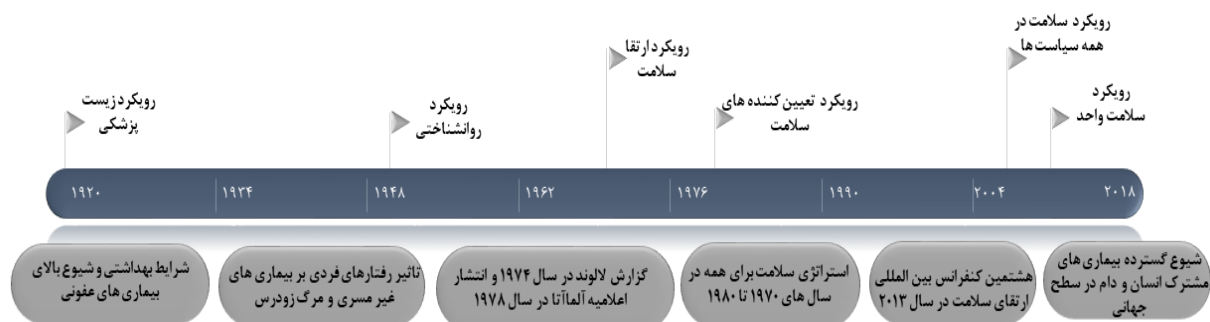 رویکرد زیست
پزشکی
رویکرد
روانشناختی
رویکرد ارتقا
سلامت
رویکرد تعیین کننده های
سلامت
رویکرد سلامت در
همه سیاست ها
رویکرد
سلامت واحد
۱۹۲۰
۱۹۳۴
۱۹۴۸
۱۹۶۲
۱۹۷۶
۱۹۹۰
۲۰۰۴
۲۰۱۸
شرایط بهداشتی و شیوع بالای
بیماری های عفونی
تاثیر رفتارهای فردی بر بیماری های
غیر مسری و مرگ زودرس
گزارش لالوند در سال ۱۹۷۴ و انتشار
اعلامیه آلماآتا در سال ۱۹۷۸
استراتژی سلامت برای همه در
سال های ۱۹۷۰ تا ۱۹۸۰
هشتمین کنفرانس بین المللی
ارتقای سلامت در سال ۲۰۱۳
شیوع گسترده بیماری های
مشترک انسان و دام در سطح
جهانی